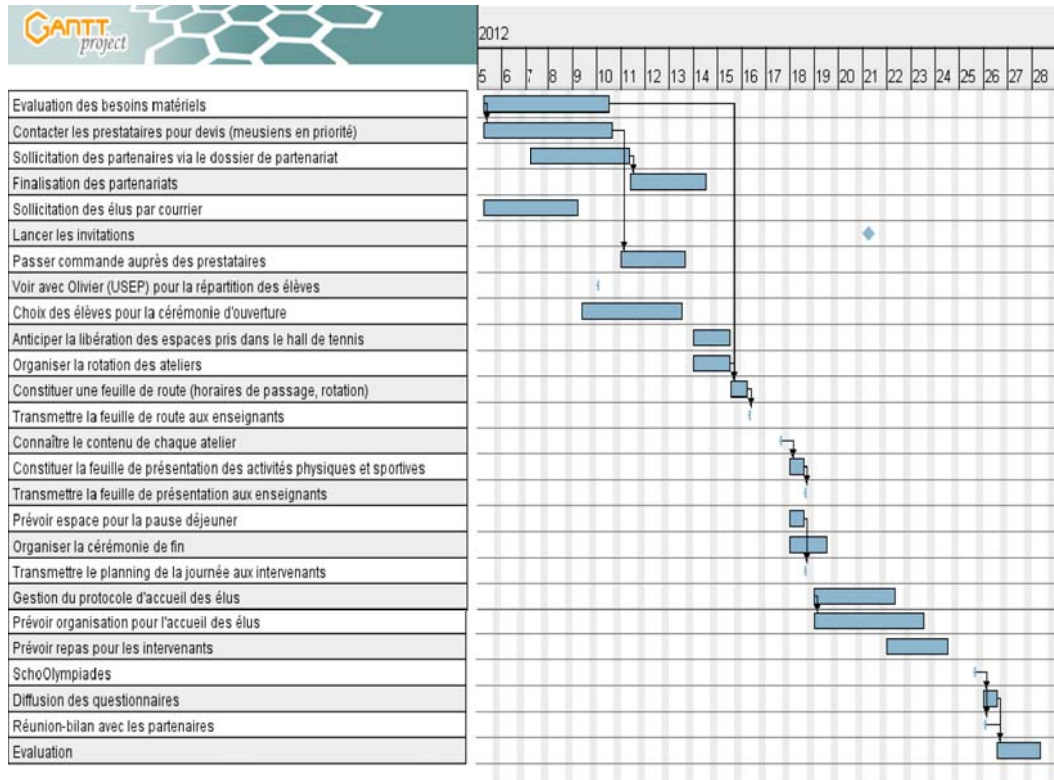 GANTT
project
2012
5 6 7 8 9 10 11 12 13 14 15 16 17 18 19 20 21 22 23 24 25 26 27 28
Evaluation des besoins matériels
Contacter les prestataires pour devis (meusiens en priorité)
Sollicitation des partenaires via le dossier de partenariat
Finalisation des partenariats
Sollicitation des élus par courrier
Lancer les invitations
Passer commande auprès des prestataires
Voir avec Olivier (USEP) pour la répartition des élèves
Choix des élèves pour la cérémonie d'ouverture
Anticiper la libération des espaces pris dans le hall de tennis
Organiser la rotation des ateliers
Constituer une feuille de route (horaires de passage, rotation)
Transmettre la feuille de route aux enseignants
Connaître le contenu de chaque atelier
Constituer la feuille de présentation des activités physiques et sportives
Transmettre la feuille de présentation aux enseignants
Prévoir espace pour la pause déjeuner
Organiser la cérémonie de fin
Transmettre le planning de la journée aux intervenants
Gestion du protocole d'accueil des élus
Prévoir organisation pour l'accueil des élus
Prévoir repas pour les intervenants
SchoOlympiades
Diffusion des questionnaires
Réunion-bilan avec les partenaires
Evaluation